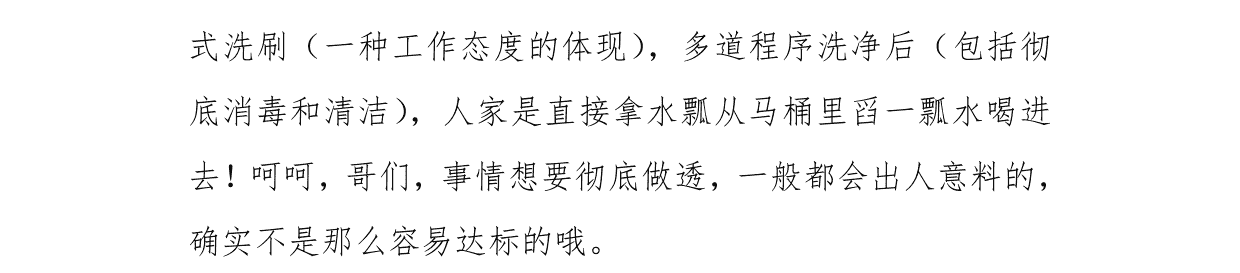 式洗刷（一种工作态度的体现），多道程序洗净后（包括彻
底消毒和清洁），人家是直接拿水瓢从马桶里舀一瓢水喝进
去！呵呵，哥们，事情想要彻底做透，一般都会出人意料的，
确实不是那么容易达标的哦。